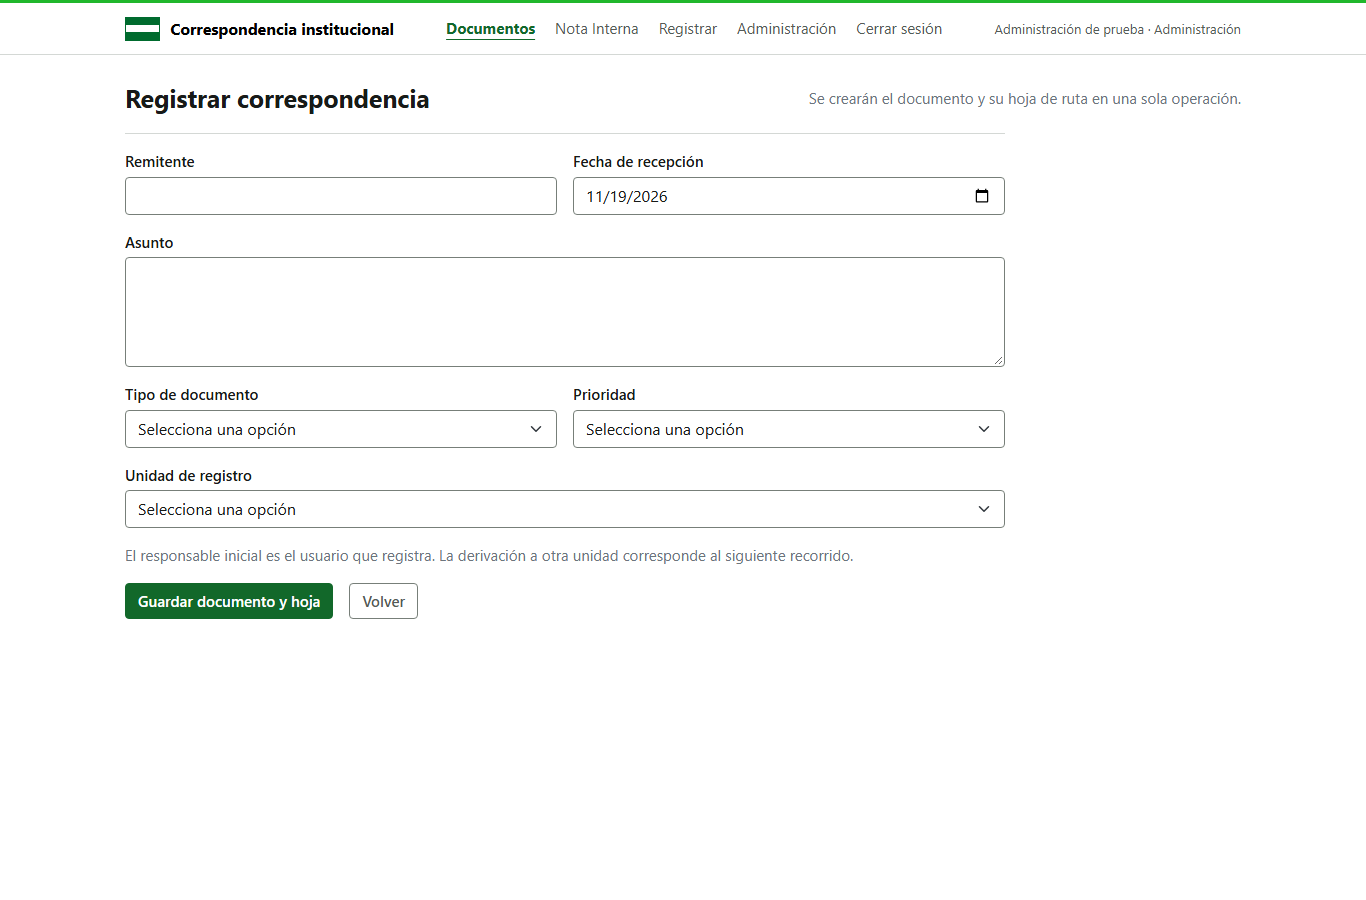 Correspondencia institucional Documentos Nota Interna Registrar Administración Cerrar sesión Administración de prueba · Administración
Registrar correspondencia Se crearán el documento y su hoja de ruta en una sola operación.
Remitente Fecha de recepción
11/19/2026
Asunto
Tipo de documento Prioridad
Selecciona una opción Selecciona una opción
Unidad de registro
Selecciona una opción
El responsable inicial es el usuario que registra. La derivación a otra unidad corresponde al siguiente recorrido.
Guardar documento y hoja Volver